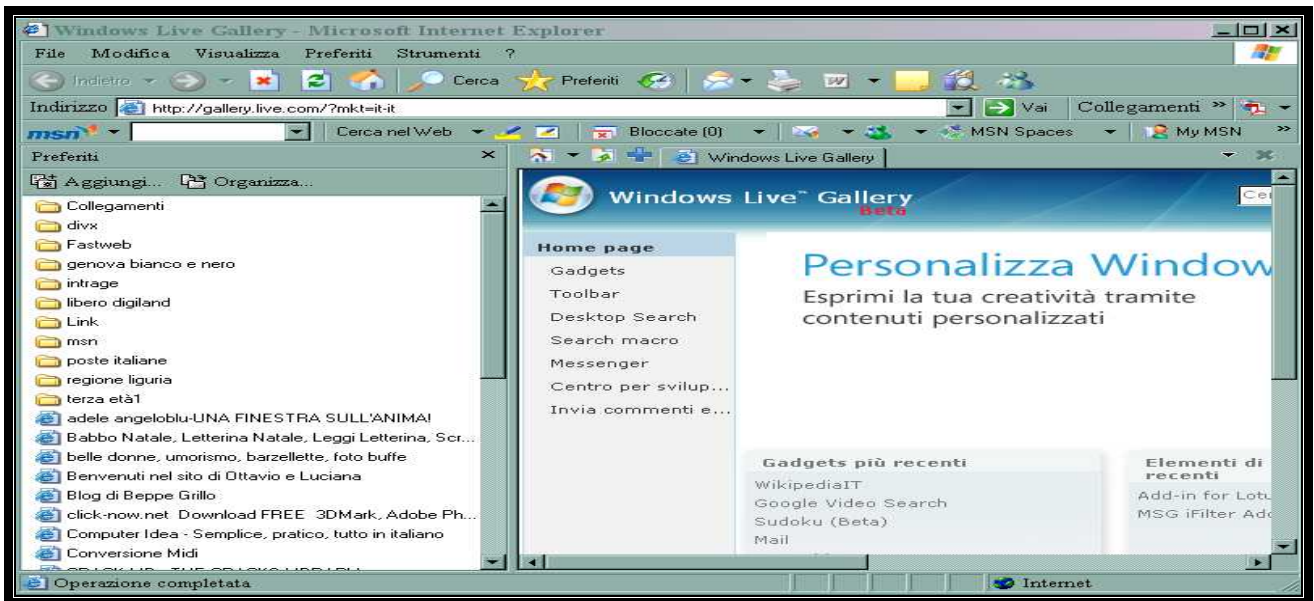 Windows Live Gallery - Microsoft Internet Explorer
File Modifica Visualizza Preferiti Strumenti ?
Indietro Cerca Preferiti
Indirizzo http://gallery.live.com/?mkt=it-it Vai Collegamenti »
msn Cerca nel Web Bloccate (0) MSN Spaces My MSN »
Preferiti
Aggiungi... Organizza...
Collegamenti
divx
Fastweb
genova bianco e nero
intrage
libero digiland
Link
msn
poste italiane
regione liguria
terza età1
adele angeloblu-UNA FINESTRA SULL'ANIMA!
Babbo Natale, Letterina Natale, Leggi Letterina, Scr...
belle donne, umorismo, barzellette, foto buffe
Benvenuti nel sito di Ottavio e Luciana
Blog di Beppe Grillo
click-now.net Download FREE 3DMark, Adobe Ph...
Computer Idea - Semplice, pratico, tutto in italiano
Conversione Midi
Windows Live Gallery
Windows Live™ Gallery
Beta
Home page
Gadgets
Toolbar
Desktop Search
Search macro
Messenger
Centro per svilup...
Invia commenti e...
Personalizza Window
Esprimi la tua creatività tramite
contenuti personalizzati
Gadgets più recenti
WikipediaIT
Google Video Search
Sudoku (Beta)
Mail
Elementi di
recenti
Add-in for Lotu
MSG iFilter Add
Operazione completata
Internet